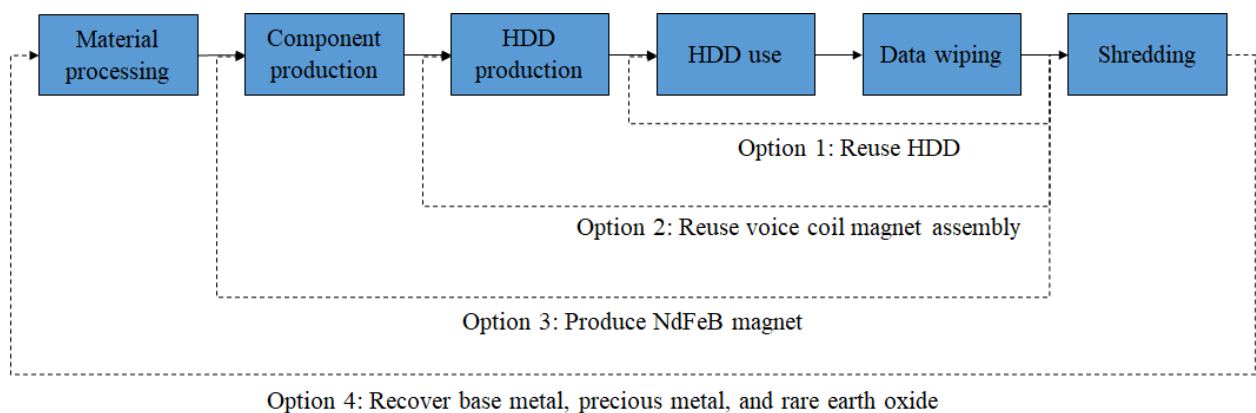 Material
processing
Component
production
HDD
production
HDD use
Data wiping
Shredding
Option 1: Reuse HDD
Option 2: Reuse voice coil magnet assembly
Option 3: Produce NdFeB magnet
Option 4: Recover base metal, precious metal, and rare earth oxide